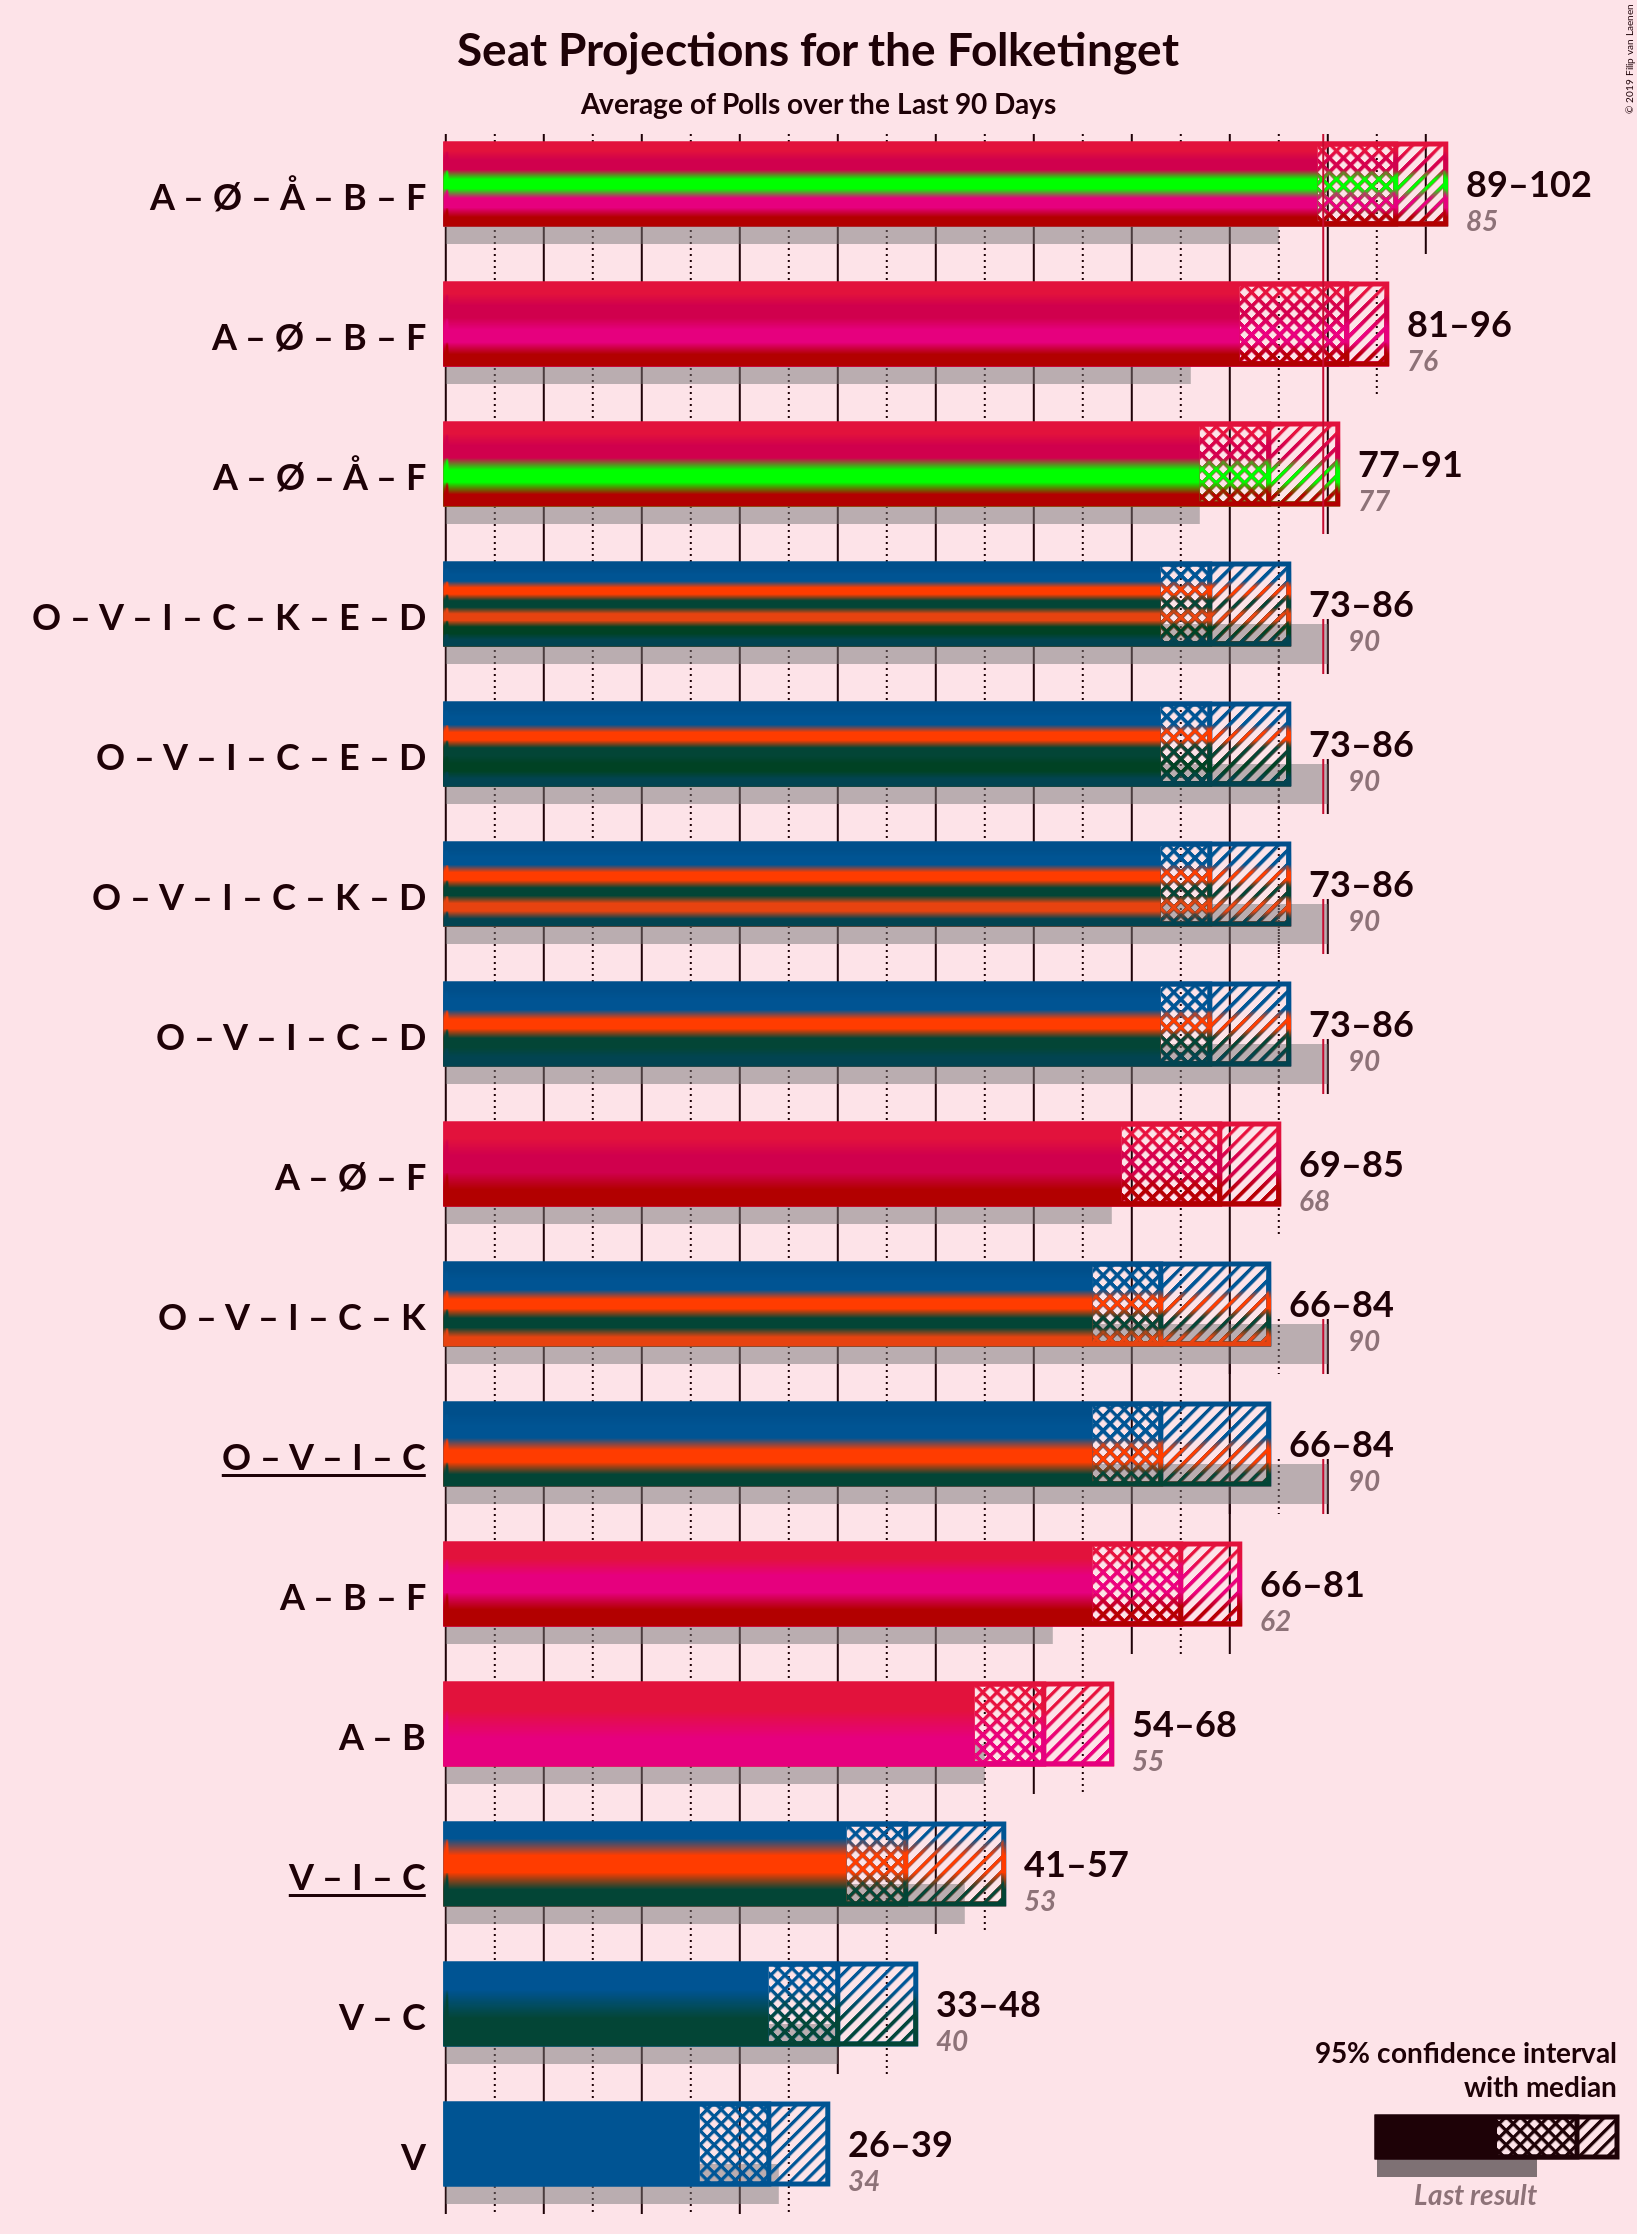 Seat Projections for the Folketinget
Average of Polls over the Last 90 Days
© 2019 Filip van Laenen
A – Ø – Å – B – F
89–102
85
A – Ø – B – F
81–96
76
A – Ø – Å – F
77–91
77
O – V – I – C – K – E – D
73–86
90
O – V – I – C – E – D
73–86
90
O – V – I – C – K – D
73–86
90
O – V – I – C – D
73–86
90
A – Ø – F
69–85
68
O – V – I – C – K
66–84
90
O – V – I – C
66–84
90
A – B – F
66–81
62
A – B
54–68
55
V – I – C
41–57
53
V – C
33–48
40
V
26–39
34
95% confidence interval
with median
Last result